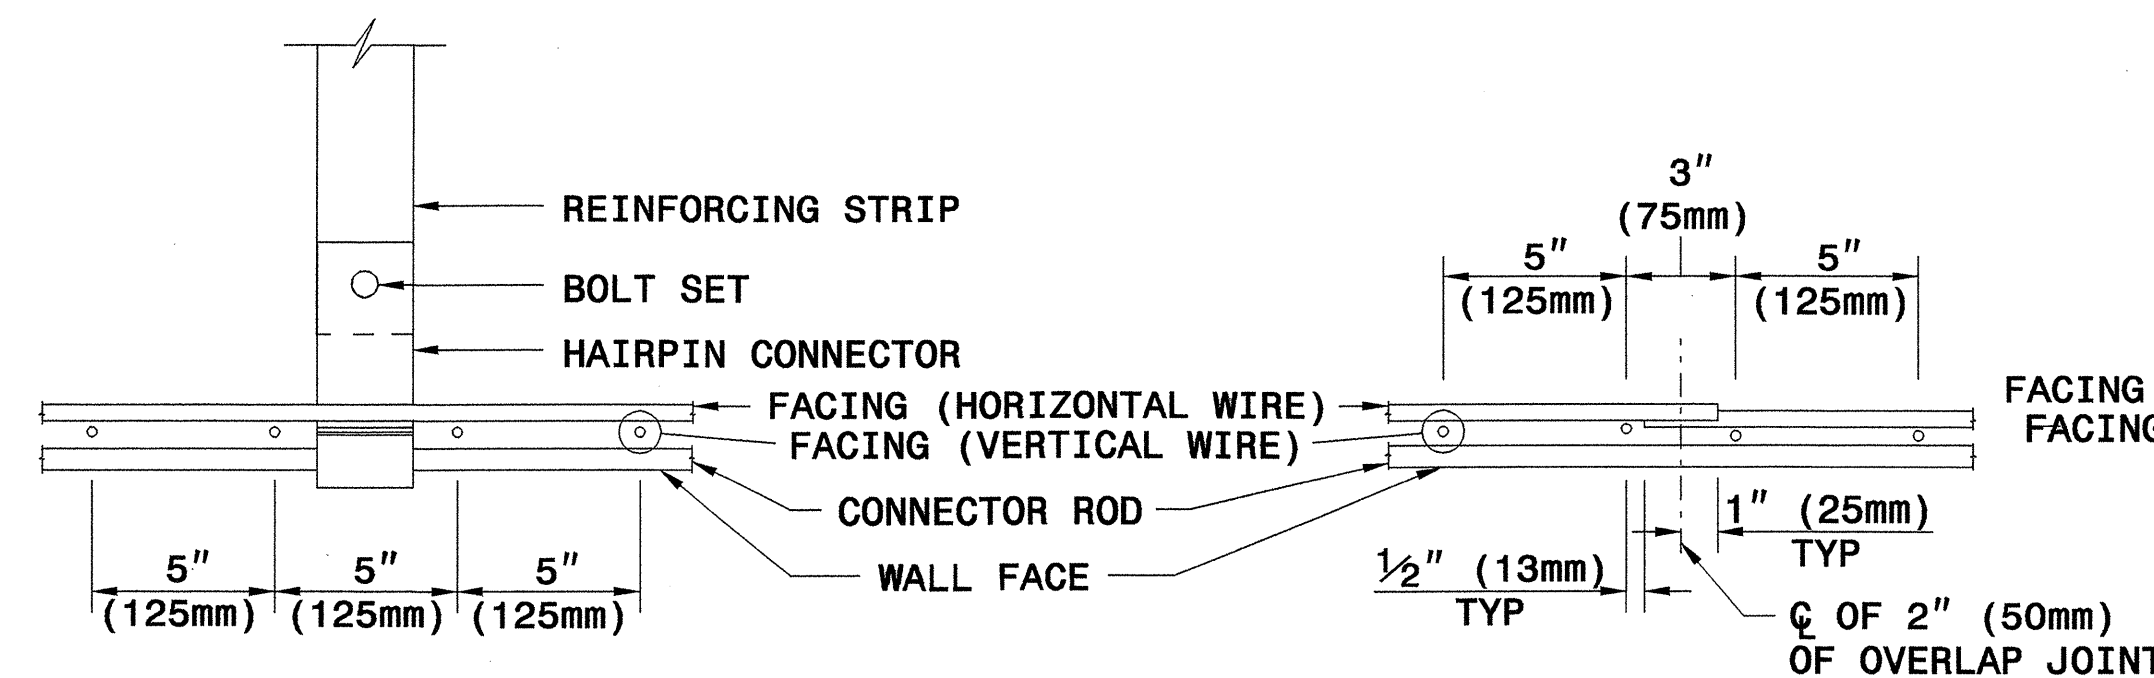 REINFORCING STRIP
BOLT SET
HAIRPIN CONNECTOR
FACING (HORIZONTAL WIRE)
FACING (VERTICAL WIRE)
CONNECTOR ROD
WALL FACE
5" 5" 5"
(125mm) (125mm) (125mm)
3"
(75mm)
5" 5"
(125mm) (125mm)
FACING
FACING
1" (25mm)
TYP
½" (13mm)
TYP
℄ OF 2" (50mm)
OF OVERLAP JOINT